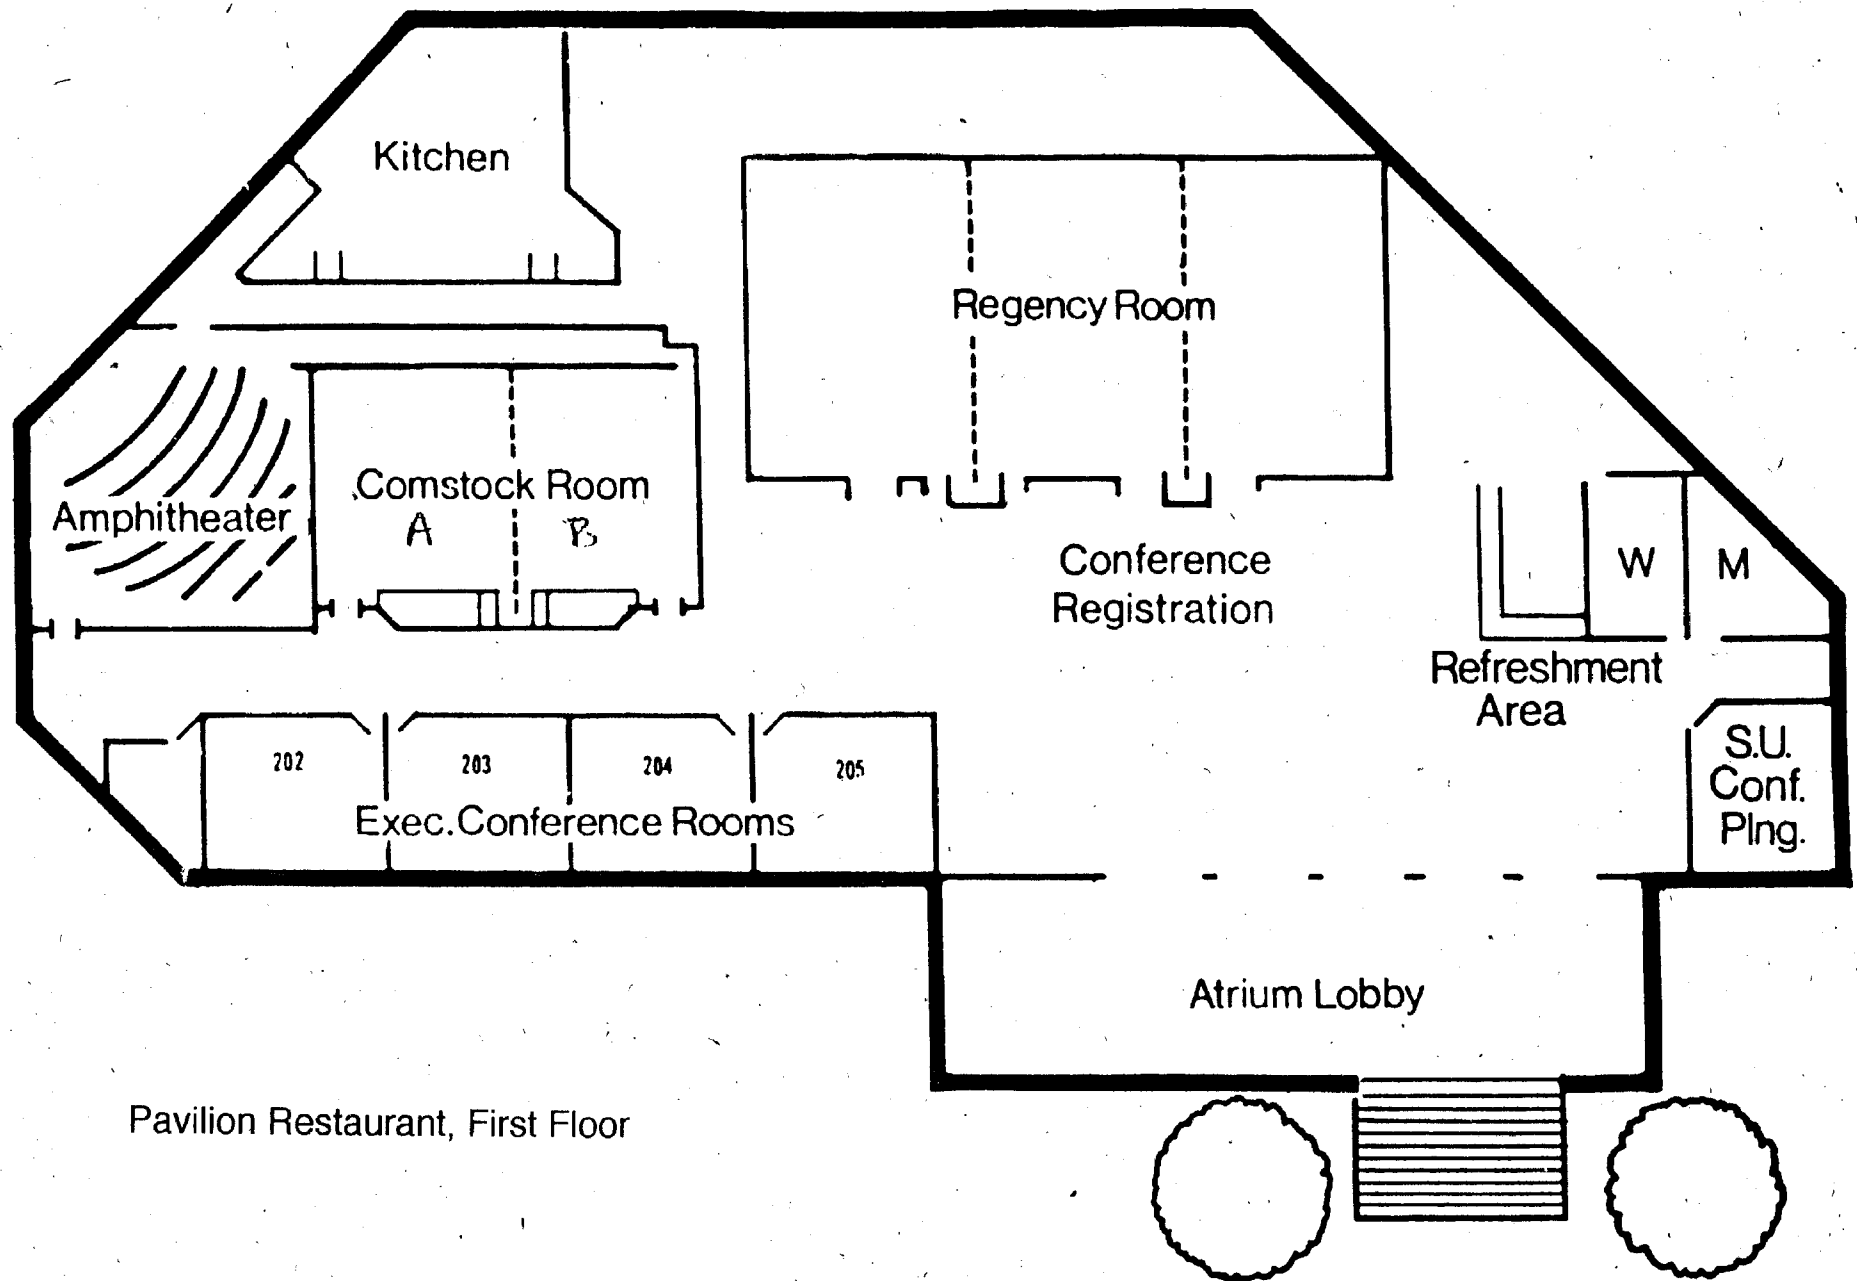 Kitchen
Regency Room
Comstock Room
A B
Amphitheater
Conference
Registration
W M
Refreshment
Area
S.U.
Conf.
Plng.
202 203 204 205
Exec. Conference Rooms
Atrium Lobby
Pavilion Restaurant, First Floor